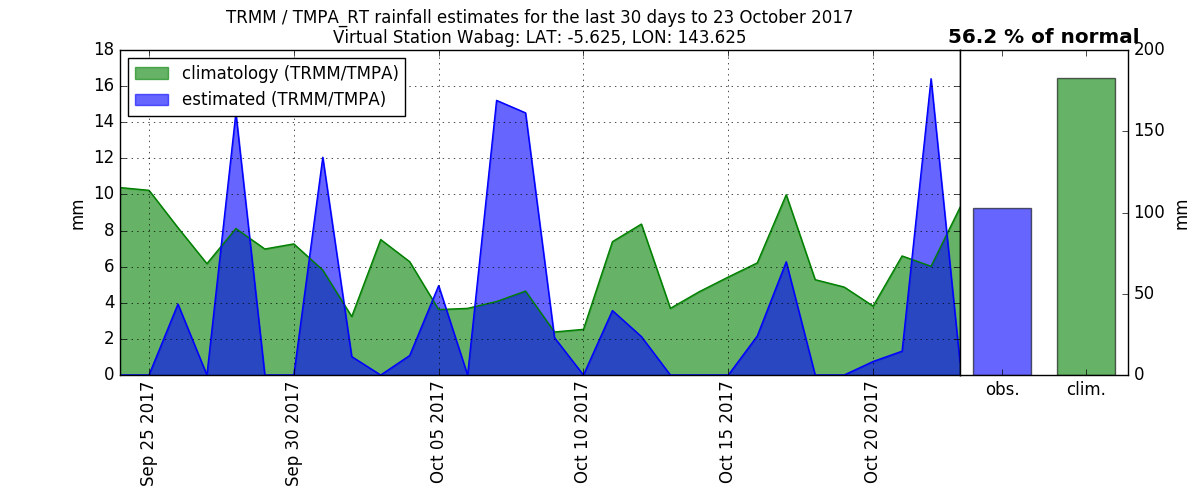 TRMM / TMPA_RT rainfall estimates for the last 30 days to 23 October 2017
Virtual Station Wabag: LAT: -5.625, LON: 143.625
56.2 % of normal
climatology (TRMM/TMPA)
estimated (TRMM/TMPA)
18
16
14
12
10
8
6
4
2
0
mm
Sep 25 2017
Sep 30 2017
Oct 05 2017
Oct 10 2017
Oct 15 2017
Oct 20 2017
200
150
100
50
0
mm
obs.
clim.